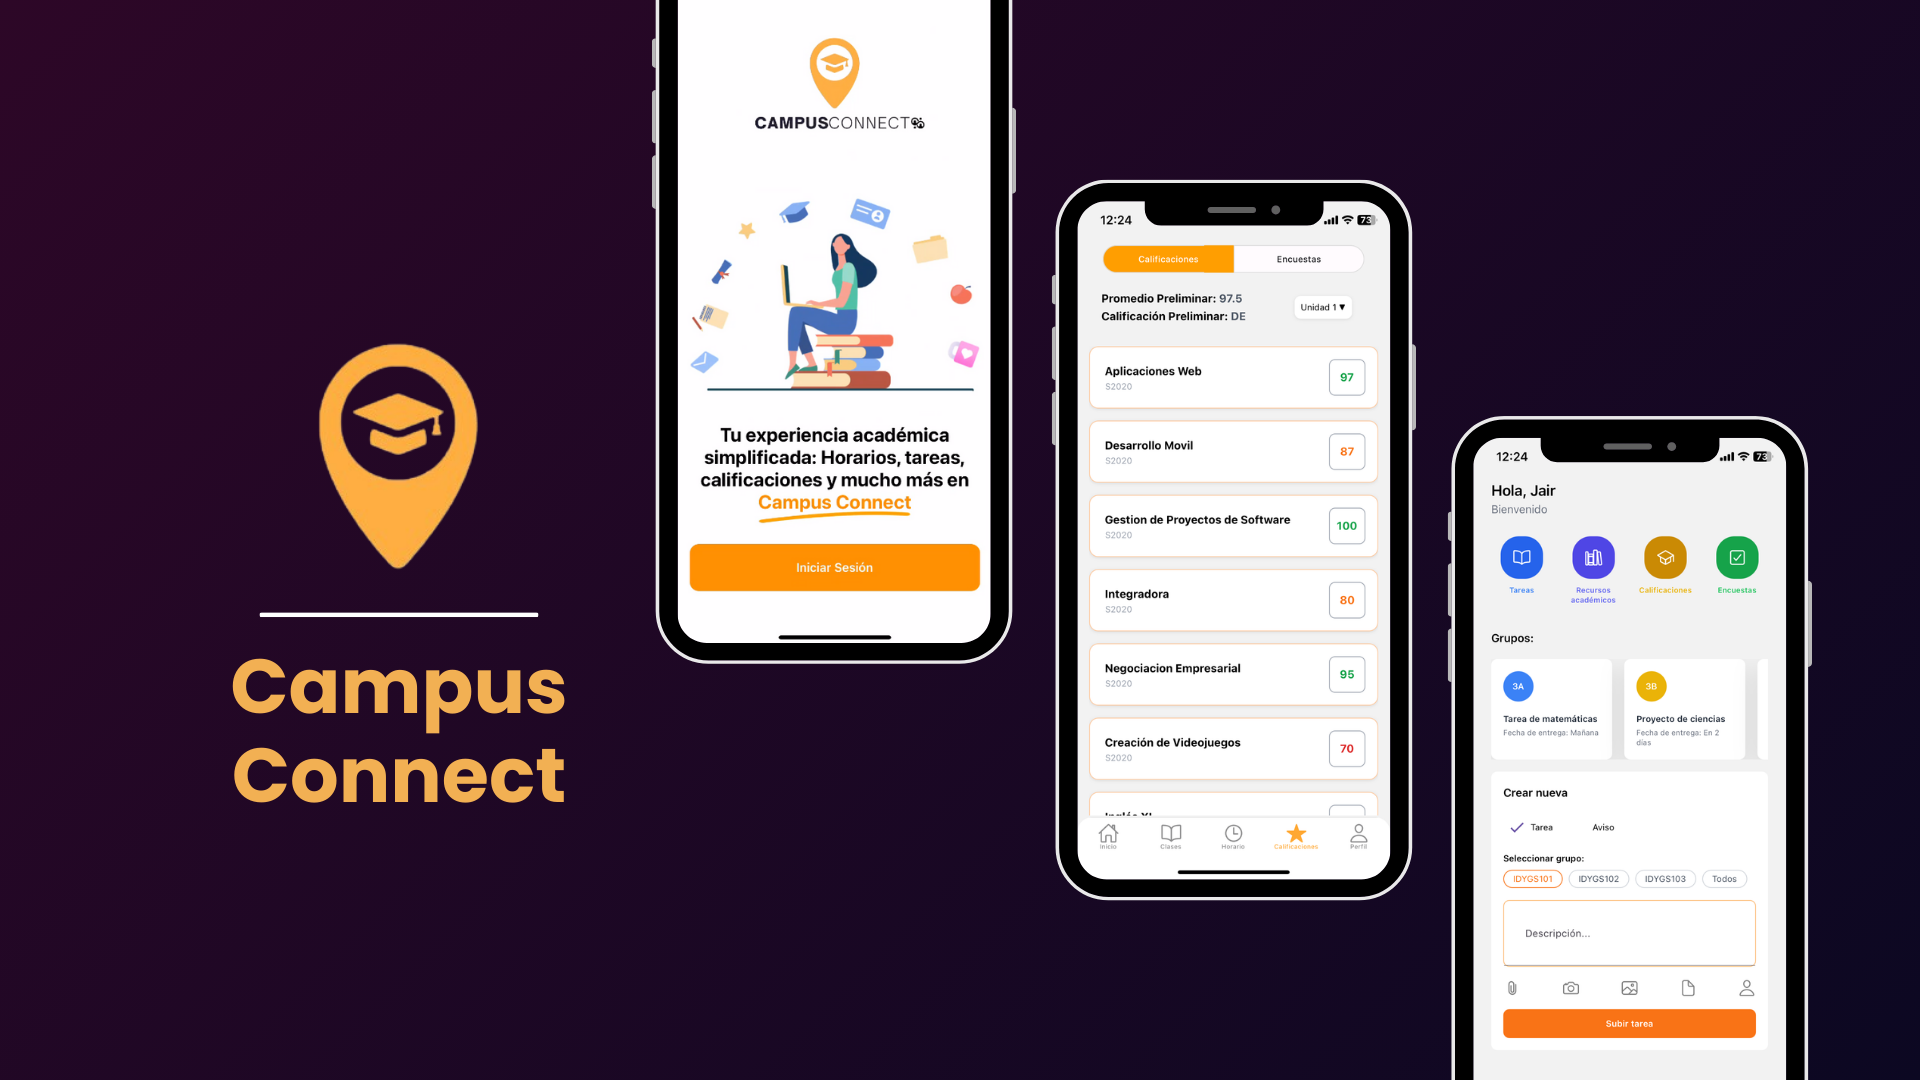 Campus
Connect
CAMPUSCONNECT
Tu experiencia académica
simplificada: Horarios, tareas,
calificaciones y mucho más en
Campus Connect
Iniciar Sesión
12:24
73
Calificaciones
Encuestas
Promedio Preliminar: 97.5
Calificación Preliminar: DE
Unidad 1▼
Aplicaciones Web
S2020
97
Desarrollo Movil
S2020
87
Gestion de Proyectos de Software
S2020
100
Integradora
S2020
80
Negociacion Empresarial
S2020
95
Creación de Videojuegos
S2020
70
Inicio
Clases
Horario
Calificaciones
Perfil
12:24
73
Hola, Jair
Bienvenido
Tareas
Recursos
académicos
Calificaciones
Encuestas
Grupos:
3A
Tarea de matemáticas
Fecha de entrega: Mañana
3B
Proyecto de ciencias
Fecha de entrega: En 2
días
Crear nueva
Tarea
Aviso
Seleccionar grupo:
IDYGS101
IDYGS102
IDYGS103
Todos
Descripción...
Subir tarea